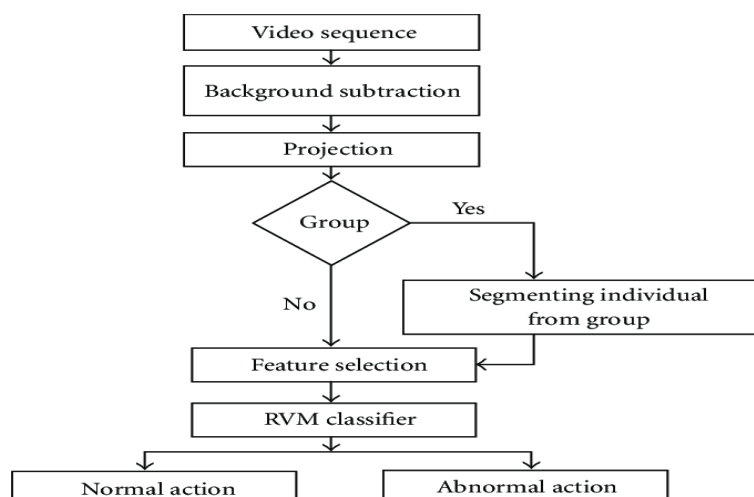 Video sequence
Background subtraction
Projection
Group
Yes
No
Segmenting individual
from group
Feature selection
RVM classifier
Normal action
Abnormal action